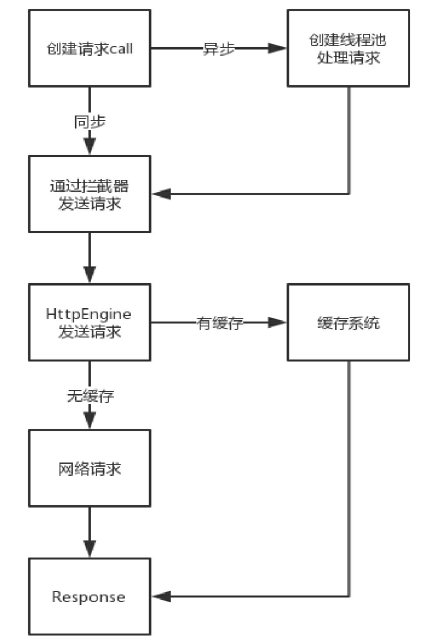 创建请求call
异步
创建线程池
处理请求
同步
通过拦截器
发送请求
HttpEngine
发送请求
有缓存
缓存系统
无缓存
网络请求
Response